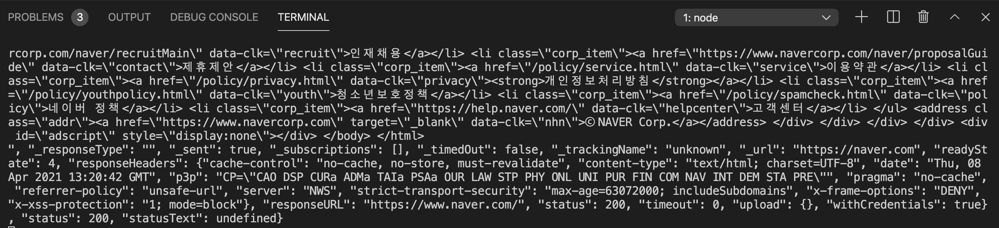 PROBLEMS 3 OUTPUT DEBUG CONSOLE TERMINAL 1: node
rcorp.com/naver/recruitMain\" data-clk=\"recruit\">인재채용</a></li> <li class=\"corp_item\"><a href=\"https://www.navercorp.com/naver/proposalGui
de\" data-clk=\"contact\">제휴제안</a></li> <li class=\"corp_item\"><a href=\"/policy/service.html\" data-clk=\"service\">이용약관</a></li> <li cl
ass=\"corp_item\"><a href=\"/policy/privacy.html\" data-clk=\"privacy\"><strong>개인정보처리방침</strong></a></li> <li class=\"corp_item\"><a href
=\"/policy/youthpolicy.html\" data-clk=\"youth\">청소년보호정책</a></li> <li class=\"corp_item\"><a href=\"/policy/spamcheck.html\" data-clk=\"pol
icy\">네이버 정책</a></li> <li class=\"corp_item\"><a href=\"https://help.naver.com/\" data-clk=\"helpcenter\">고객센터</a></li> </ul> <address cl
ass=\"addr\"><a href=\"https://www.navercorp.com\" target=\"_blank\" data-clk=\"nhn\">ⓒ NAVER Corp.</a></address> </div> </div> </div> </div> <div
 id=\"adscript\" style=\"display:none\"></div> </body> </html>
", "_responseType": "", "_sent": true, "_subscriptions": [], "_timedOut": false, "_trackingName": "unknown", "_url": "https://naver.com", "readySt
ate": 4, "responseHeaders": {"cache-control": "no-cache, no-store, must-revalidate", "content-type": "text/html; charset=UTF-8", "date": "Thu, 08
Apr 2021 13:20:42 GMT", "p3p": "CP=\"CAO DSP CURa ADMa TAIa PSAa OUR LAW STP PHY ONL UNI PUR FIN COM NAV INT DEM STA PRE\"", "pragma": "no-cache",
 "referrer-policy": "unsafe-url", "server": "NWS", "strict-transport-security": "max-age=63072000; includeSubdomains", "x-frame-options": "DENY",
"x-xss-protection": "1; mode=block"}, "responseURL": "https://www.naver.com/", "status": 200, "timeout": 0, "upload": {}, "withCredentials": true}
, "status": 200, "statusText": undefined}